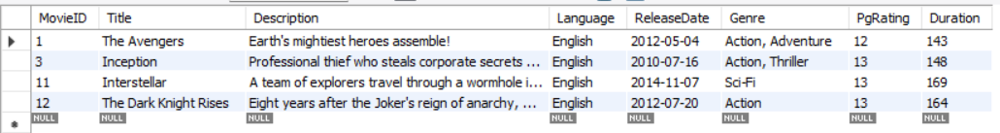 MovieID Title Description Language ReleaseDate Genre PgRating Duration
1 The Avengers Earth's mightiest heroes assemble! English 2012-05-04 Action, Adventure 12 143
3 Inception Professional thief who steals corporate secrets ... English 2010-07-16 Action, Thriller 13 148
11 Interstellar A team of explorers travel through a wormhole i... English 2014-11-07 Sci-Fi 13 169
12 The Dark Knight Rises Eight years after the Joker's reign of anarchy, ... English 2012-07-20 Action 13 164
NULL NULL NULL NULL NULL NULL NULL NULL